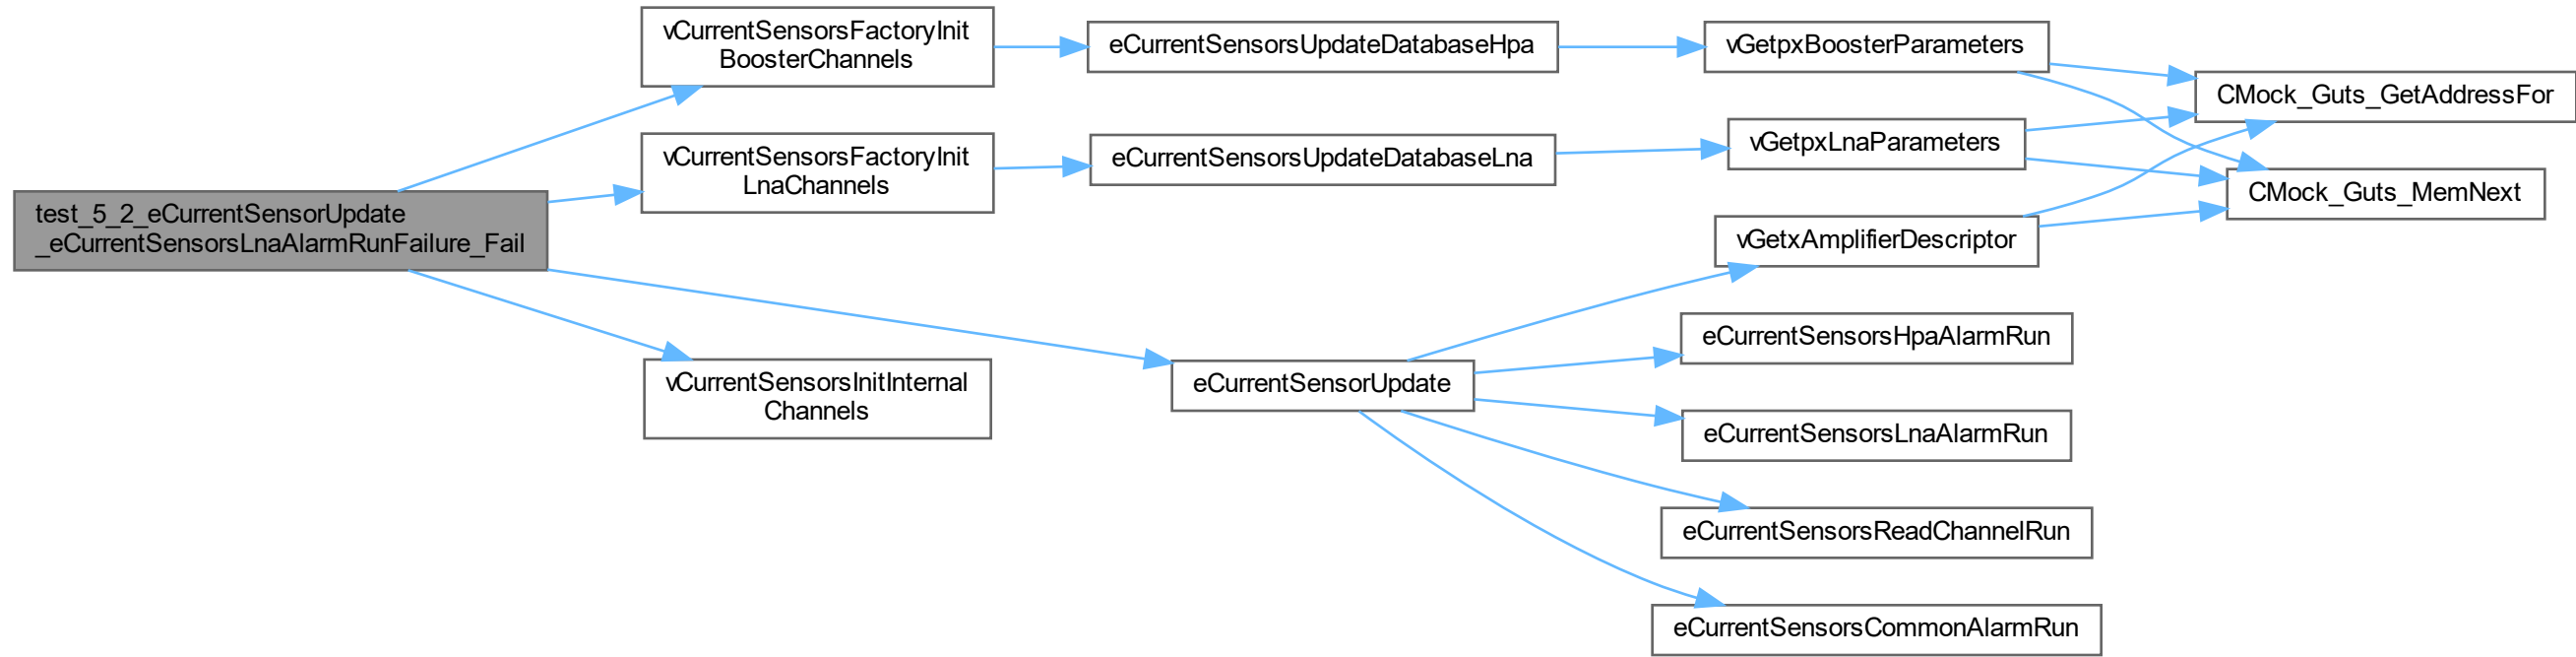 test_5_2_eCurrentSensorUpdate
_eCurrentSensorsLnaAlarmRunFailure_Fail
vCurrentSensorsFactoryInit
BoosterChannels
vCurrentSensorsFactoryInit
LnaChannels
vCurrentSensorsInitInternal
Channels
eCurrentSensorsUpdateDatabaseHpa
eCurrentSensorsUpdateDatabaseLna
eCurrentSensorUpdate
vGetpxBoosterParameters
vGetpxLnaParameters
vGetxAmplifierDescriptor
eCurrentSensorsHpaAlarmRun
eCurrentSensorsLnaAlarmRun
eCurrentSensorsReadChannelRun
eCurrentSensorsCommonAlarmRun
CMock_Guts_GetAddressFor
CMock_Guts_MemNext